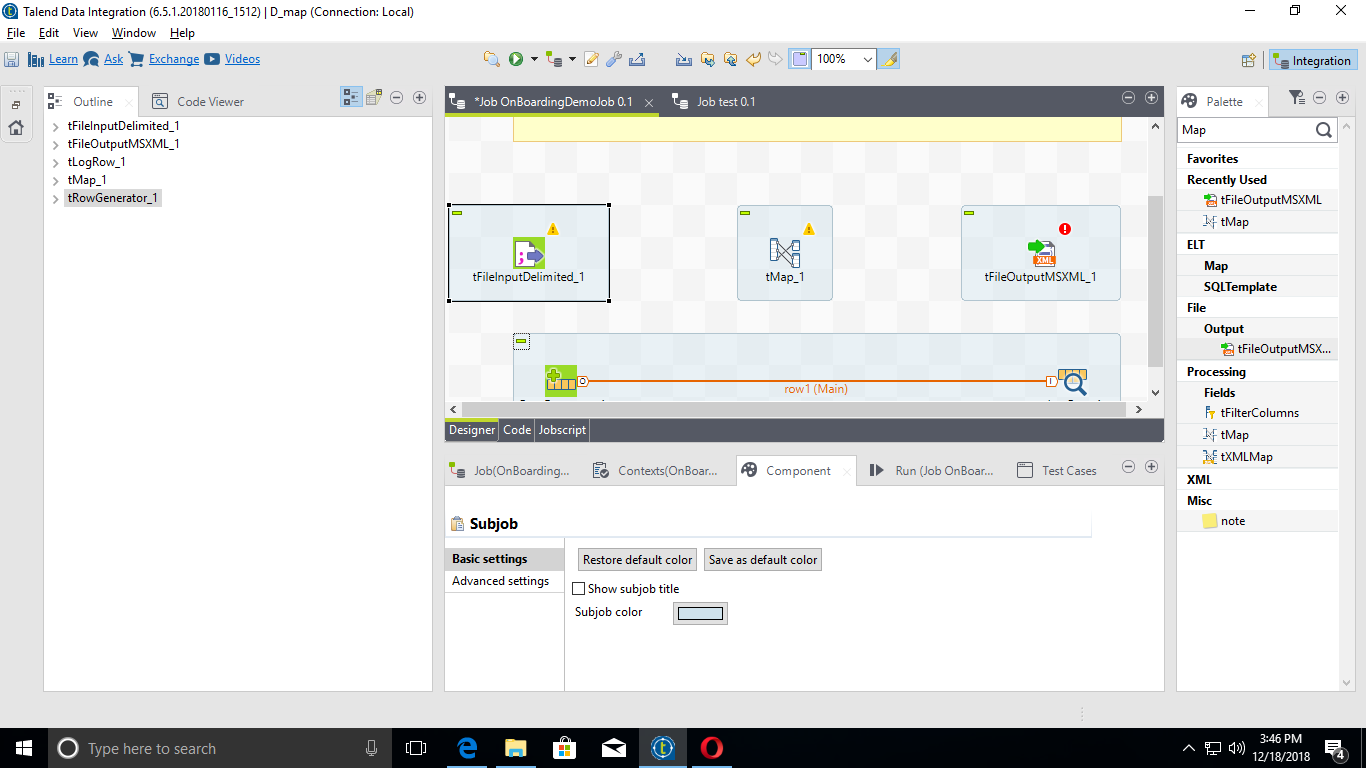 Talend Data Integration (6.5.1.20180116_1512) | D_map (Connection: Local)
File Edit View Window Help
Learn Ask Exchange Videos
100%
Integration
Outline
Code Viewer
tFileInputDelimited_1
tFileOutputMSXML_1
tLogRow_1
tMap_1
tRowGenerator_1
*Job OnBoardingDemoJob 0.1
Job test 0.1
tFileInputDelimited_1
tMap_1
XML
tFileOutputMSXML_1
O
row1 (Main)
I
Designer Code Jobscript
Job(OnBoarding...
Contexts(OnBoar...
Component
Run (Job OnBoar...
Test Cases
Subjob
Basic settings
Advanced settings
Restore default color
Save as default color
Show subjob title
Subjob color
Palette
Map
Favorites
Recently Used
tFileOutputMSXML
tMap
ELT
Map
SQLTemplate
File
Output
tFileOutputMSX...
Processing
Fields
tFilterColumns
tMap
tXMLMap
XML
Misc
note
Type here to search
3:46 PM
12/18/2018
4